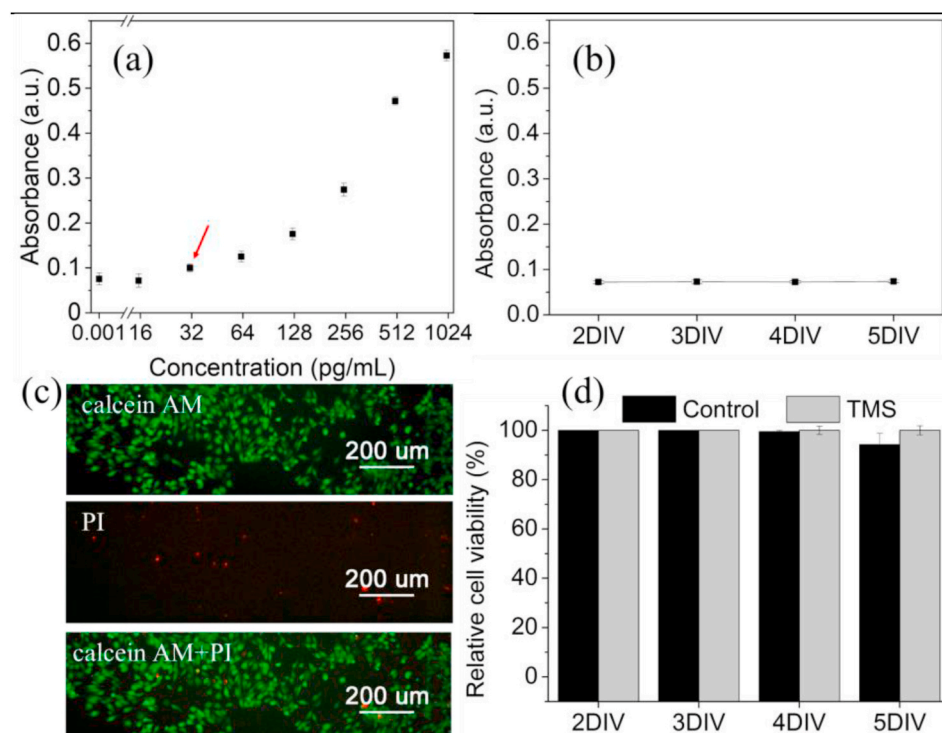 (a)
0.6
0.5
0.4
0.3
0.2
0.1
0
Absorbance (a.u.)
0.001 16 32 64 128 256 512 1024
Concentration (pg/mL)
(b)
0.6
0.5
0.4
0.3
0.2
0.1
0
Absorbance (a.u.)
2DIV 3DIV 4DIV 5DIV
(c)
calcein AM
200 um
PI
200 um
calcein AM+PI
200 um
(d)
Control TMS
100
80
60
40
20
0
Relative cell viability (%)
2DIV 3DIV 4DIV 5DIV